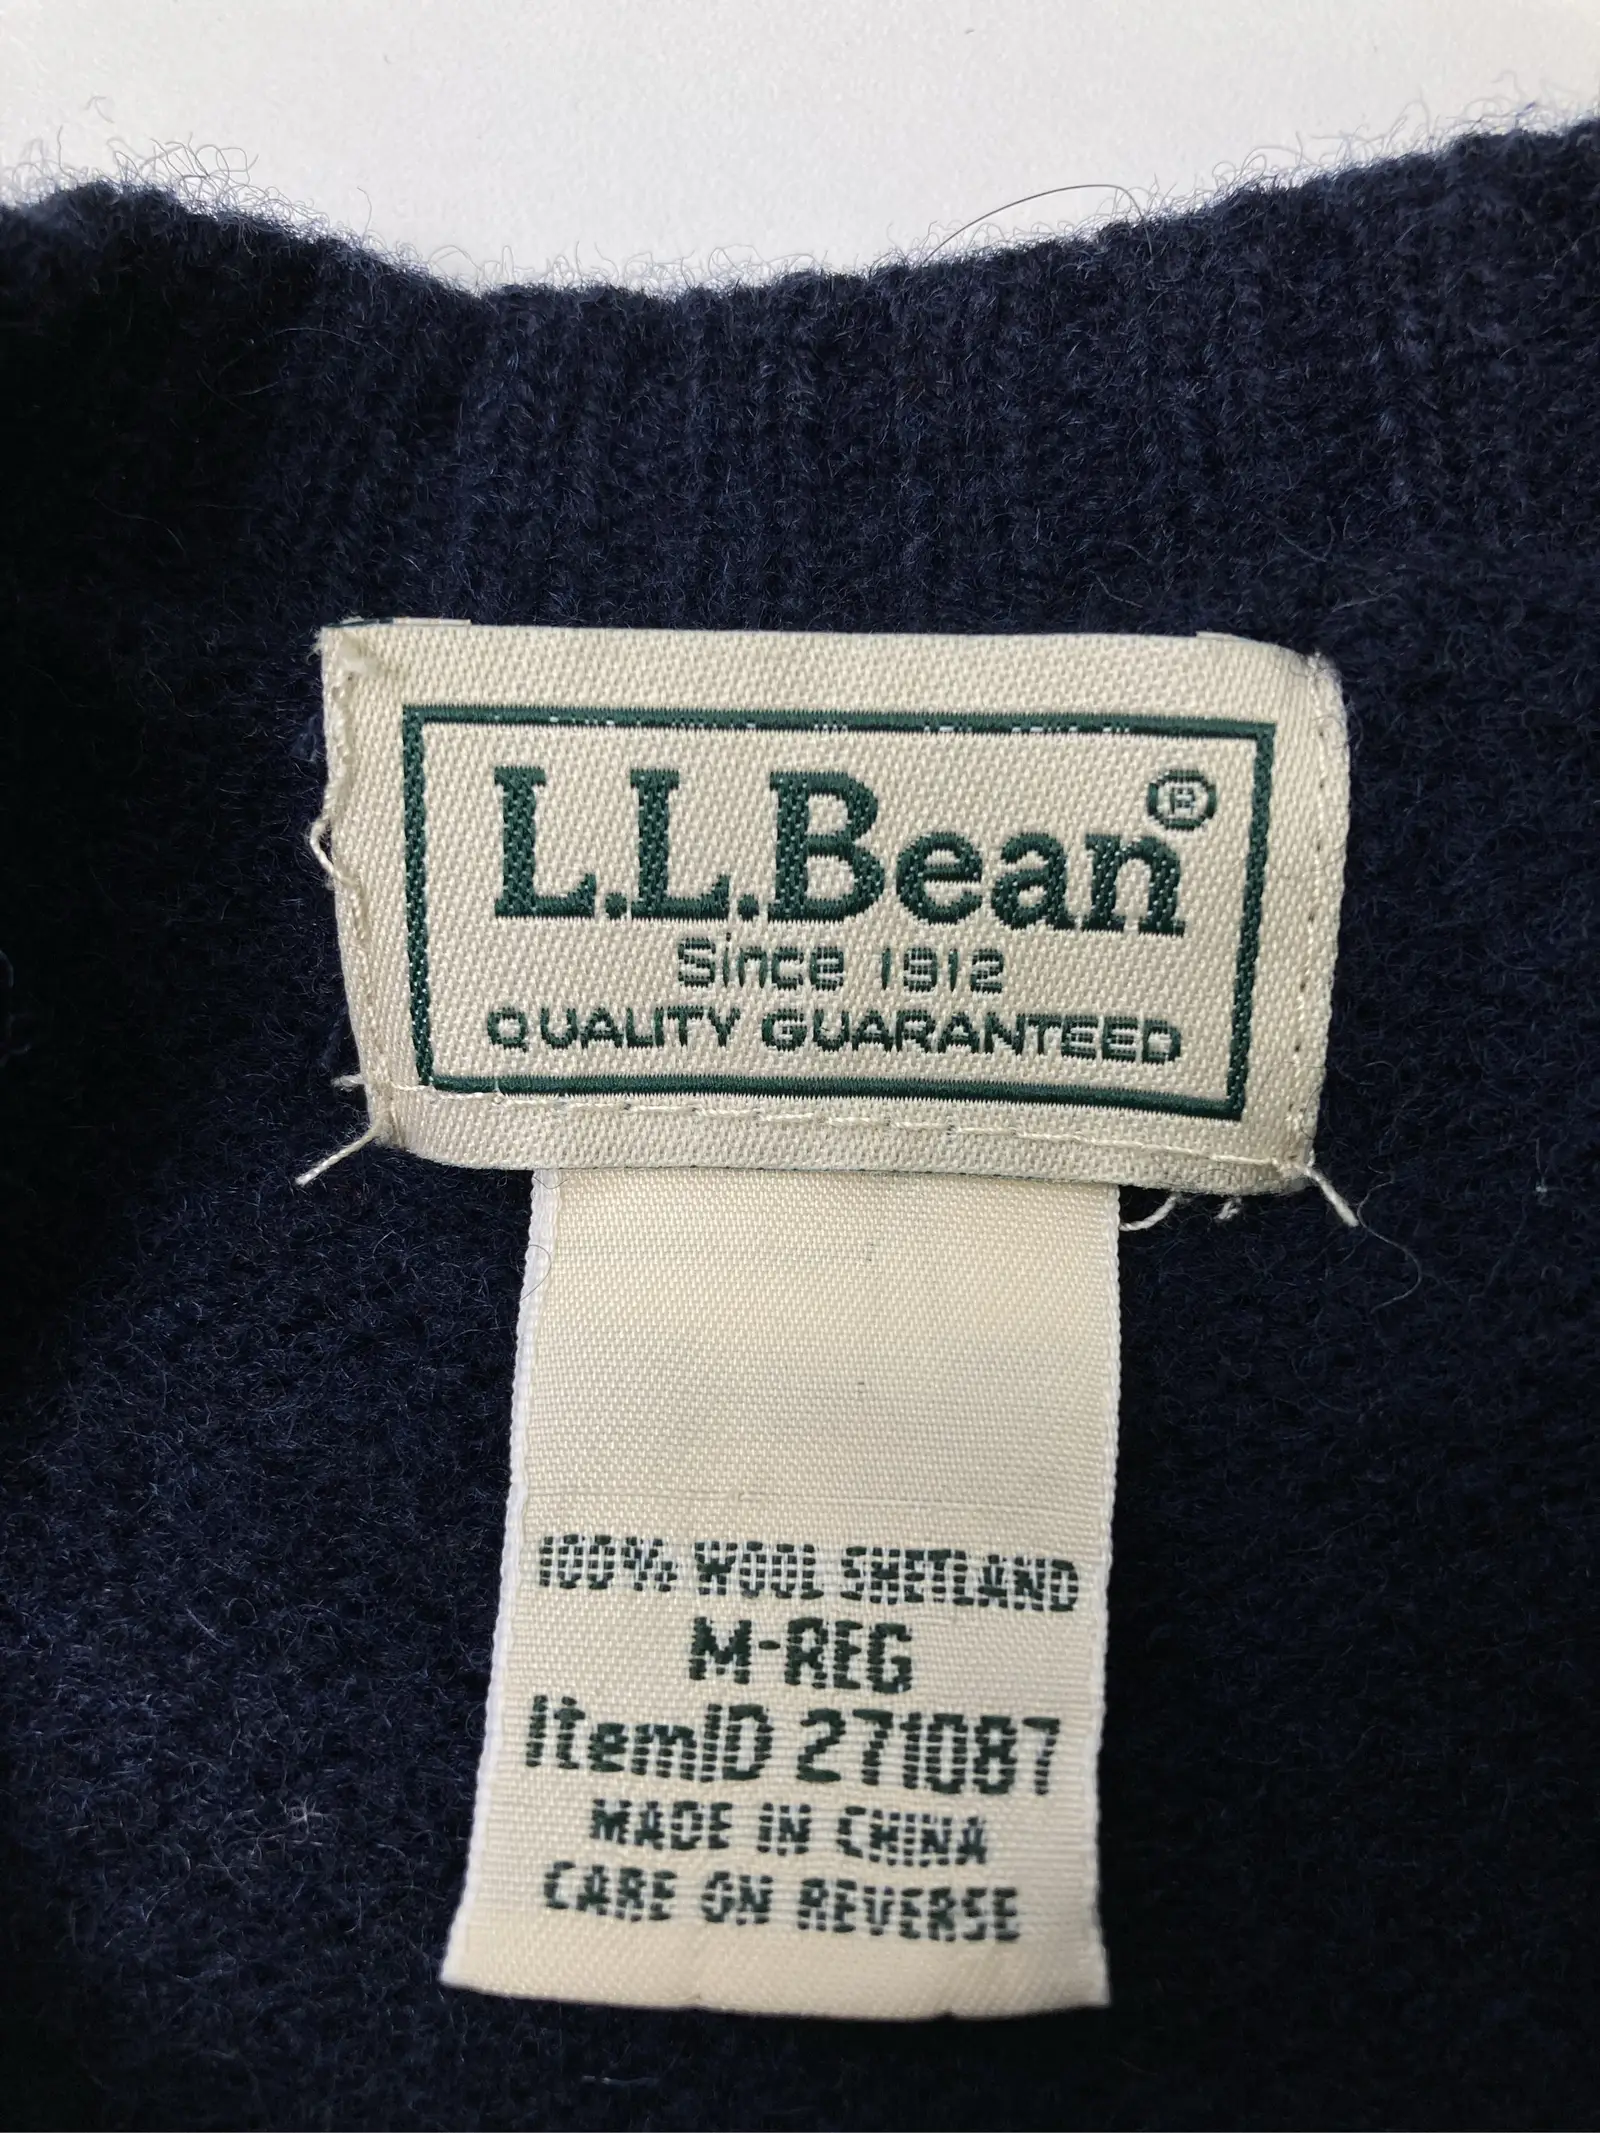 L.L.Bean®
Since 1912
QUALITY GUARANTEED
100% WOOL SHETLAND
M-REG
ItemID 271087
MADE IN CHINA
CARE ON REVERSE